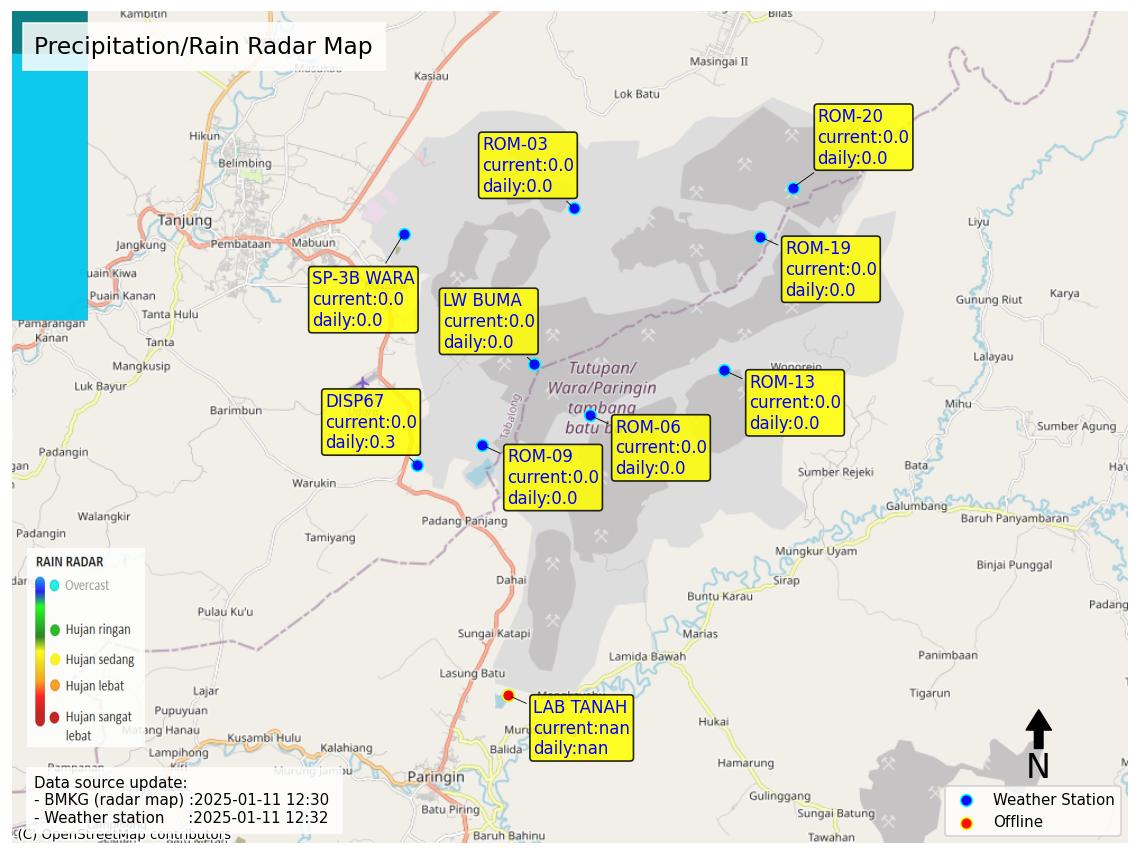 Kambitin
Bilas
Precipitation/Rain Radar Map
Masukau
Masingai II
Kasiau
Lok Batu
ROM-20
current:0.0
daily:0.0
Hikun
ROM-03
current:0.0
daily:0.0
Belimbing
Tanjung
Liyu
Jangkung
Pembataan
Mabuun
ROM-19
current:0.0
daily:0.0
Puain Kiwa
SP-3B WARA
current:0.0
daily:0.0
Puain Kanan
LW BUMA
current:0.0
daily:0.0
Gunung Riut
Karya
Tanta Hulu
Pamarangan
Kanan
Tanta
Lalayau
Mangkusip
Tutupan/
Wara/Paringin
tambang
batu b
Wonorejo
ROM-13
current:0.0
daily:0.0
Luk Bayur
Barimbun
DISP67
current:0.0
daily:0.3
Tabalong
Mihu
ROM-06
current:0.0
daily:0.0
Sumber Agung
Padangin
ROM-09
current:0.0
daily:0.0
Bata
Sumber Rejeki
Warukin
Galumbang
Walangkir
Padang Panjang
Baruh Panyambaran
Padangin
Tamiyang
Mungkur Uyam
Binjai Punggal
RAIN RADAR
Overcast
Hujan ringan
Hujan sedang
Hujan lebat
Hujan sangat
lebat
Dahai
Sirap
Buntu Karau
Padang
Pulau Ku'u
Sungai Katapi
Marias
Lamida Bawah
Panimbaan
Lasung Batu
Lajar
Tigarun
LAB TANAH
current:nan
daily:nan
Pupuyuan
Matang Hanau
Hukai
Kusambi Hulu
Kalahiang
Balida
Lampihong
Hamarung
N
Murung Jambu
Paringin
Data source update:
- BMKG (radar map) :2025-01-11 12:30
- Weather station :2025-01-11 12:32
Gulinggang
Weather Station
Offline
Batu Piring
Sungai Batung
(C) OpenStreetMap contributors
Baruh Bahinu
Tawahan